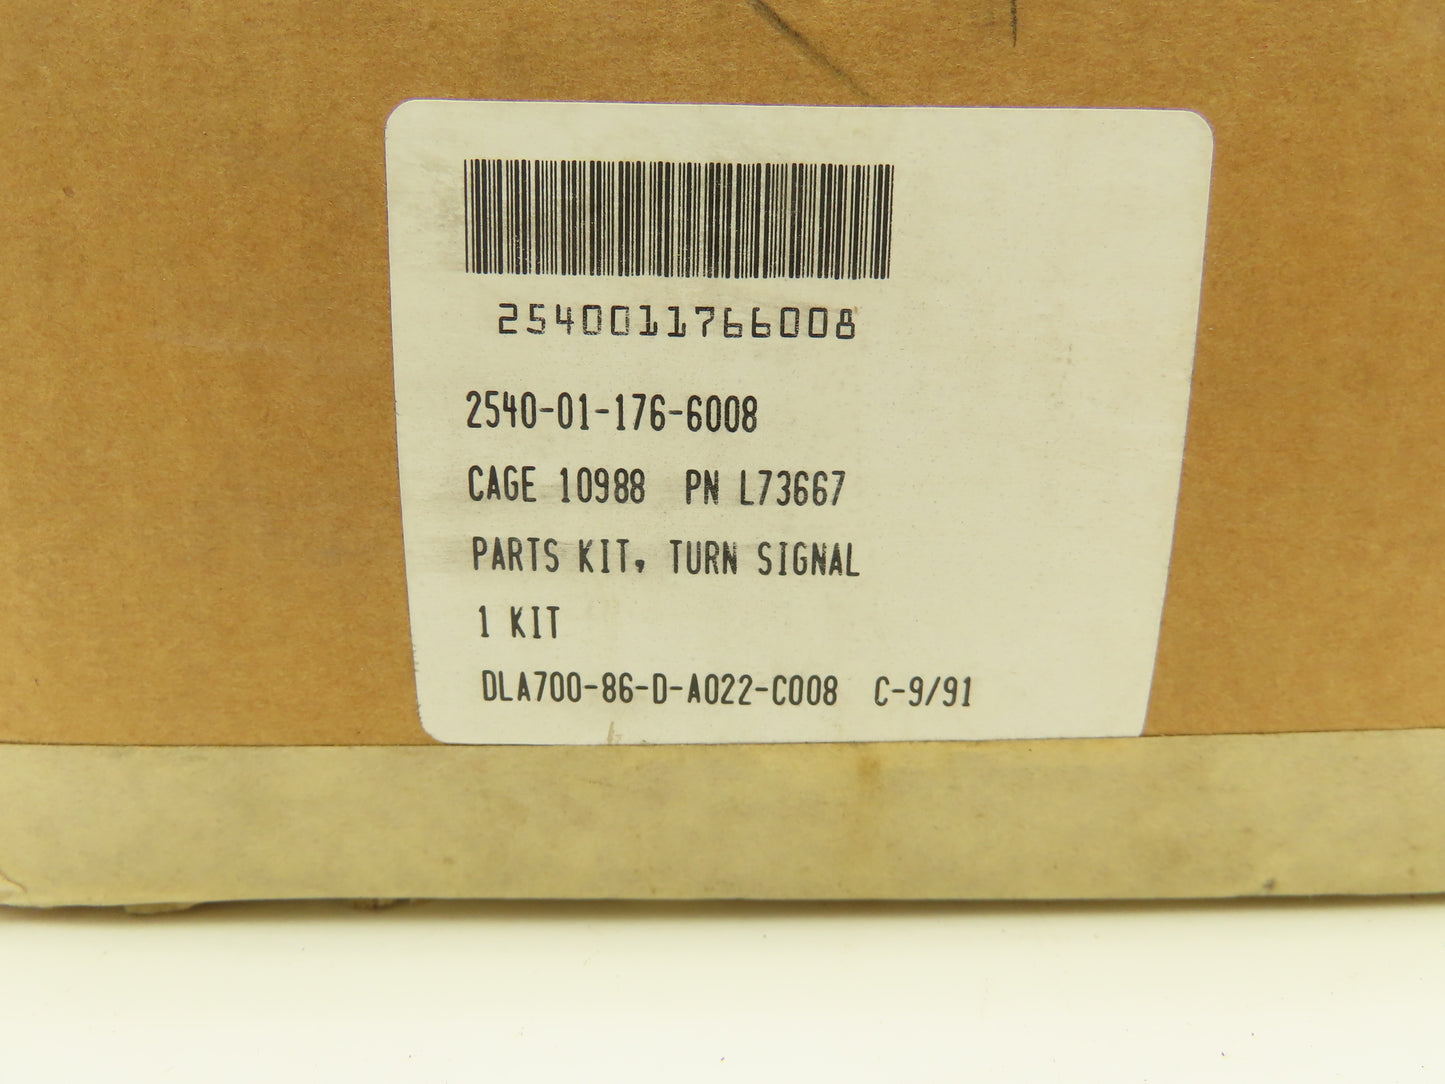 2540011766008
2540-01-176-6008
CAGE 10988 PN L73667
PARTS KIT, TURN SIGNAL
1 KIT
DLA700-86-D-A022-C008 C-9/91